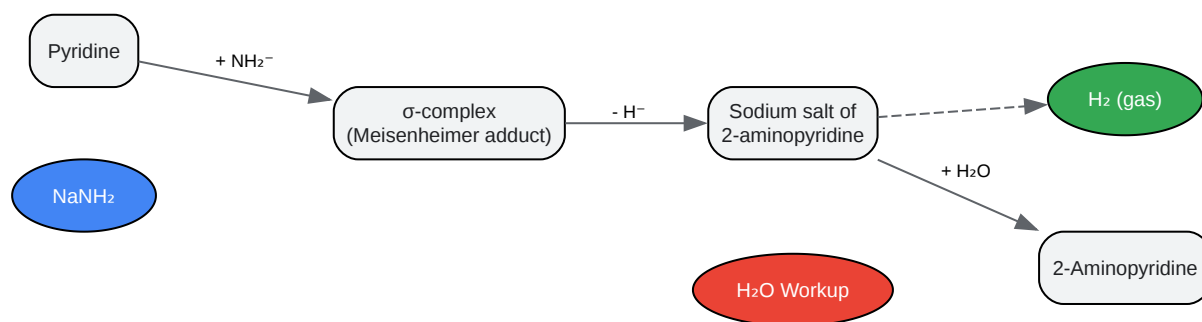 Pyridine
+ NH₂⁻
σ-complex
(Meisenheimer adduct)
- H⁻
Sodium salt of
2-aminopyridine
H₂ (gas)
NaNH₂
+ H₂O
2-Aminopyridine
H₂O Workup